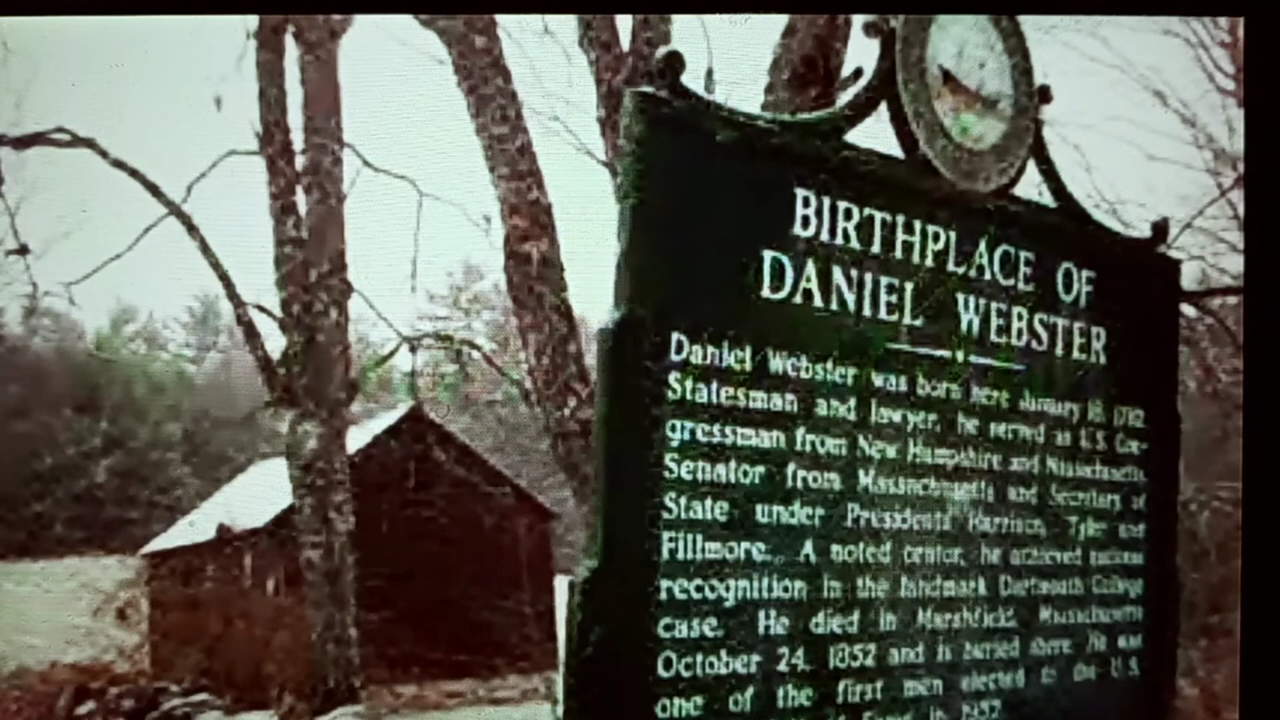 BIRTHPLACE OF
DANIEL WEBSTER
Daniel Webster was born here January 18, 1782.
Statesman and lawyer, he served as U.S. Con-
gressman from New Hampshire and Massachusetts,
Senator from Massachusetts and Secretary of
State under Presidents Harrison, Tyler and
Fillmore. A noted orator, he achieved national
recognition in the landmark Dartmouth College
case. He died in Marshfield, Massachusetts
October 24, 1852 and is buried there. He was
one of the first men elected to the U.S.
in 1957